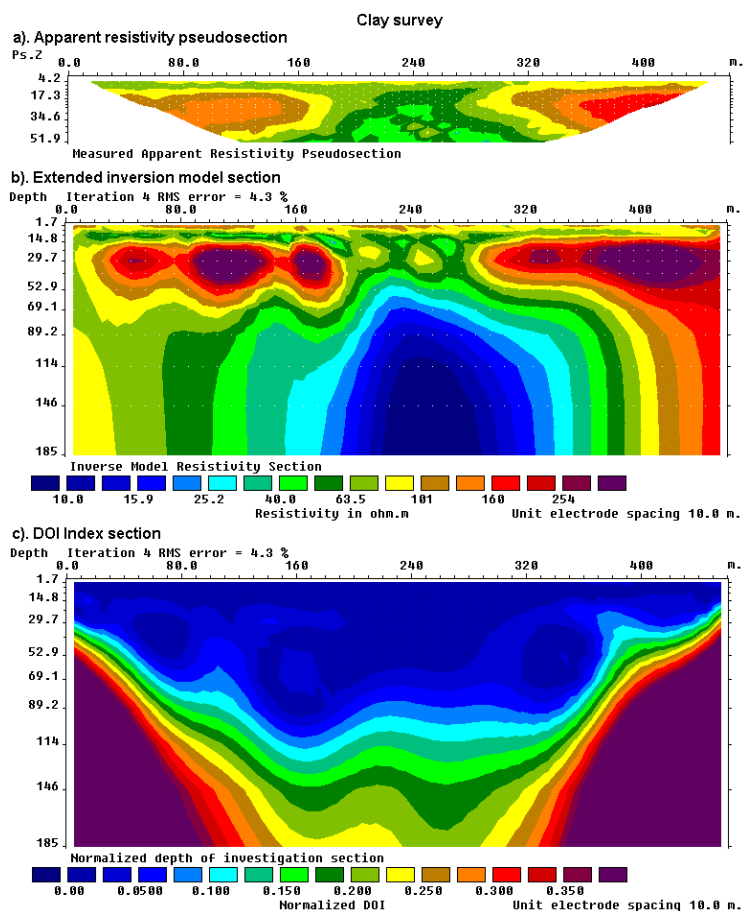 Clay survey
a). Apparent resistivity pseudosection
Ps.Z
0.0 80.0 160 240 320 400 m.
4.2
17.3
34.6
51.9
Measured Apparent Resistivity Pseudosection
b). Extended inversion model section
Depth Iteration 4 RMS error = 4.3 %
0.0 80.0 160 240 320 400 m.
1.7
14.8
29.7
52.9
69.1
89.2
114
146
185
Inverse Model Resistivity Section
10.0 15.9 25.2 40.0 63.5 101 160 254
Resistivity in ohm.m Unit electrode spacing 10.0 m.
c). DOI Index section
Depth Iteration 4 RMS error = 4.3 %
0.0 80.0 160 240 320 400 m.
1.7
14.8
29.7
52.9
69.1
89.2
114
146
185
Normalized depth of investigation section
0.00 0.0500 0.100 0.150 0.200 0.250 0.300 0.350
Normalized DOI Unit electrode spacing 10.0 m.